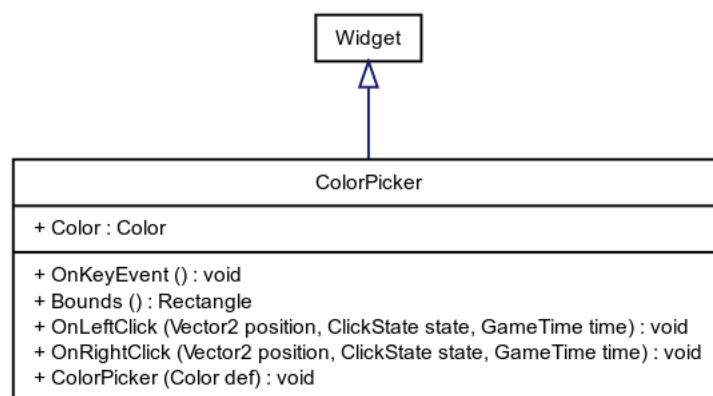 Widget
ColorPicker
+ Color : Color
+ OnKeyEvent () : void
+ Bounds () : Rectangle
+ OnLeftClick (Vector2 position, ClickState state, GameTime time) : void
+ OnRightClick (Vector2 position, ClickState state, GameTime time) : void
+ ColorPicker (Color def) : void